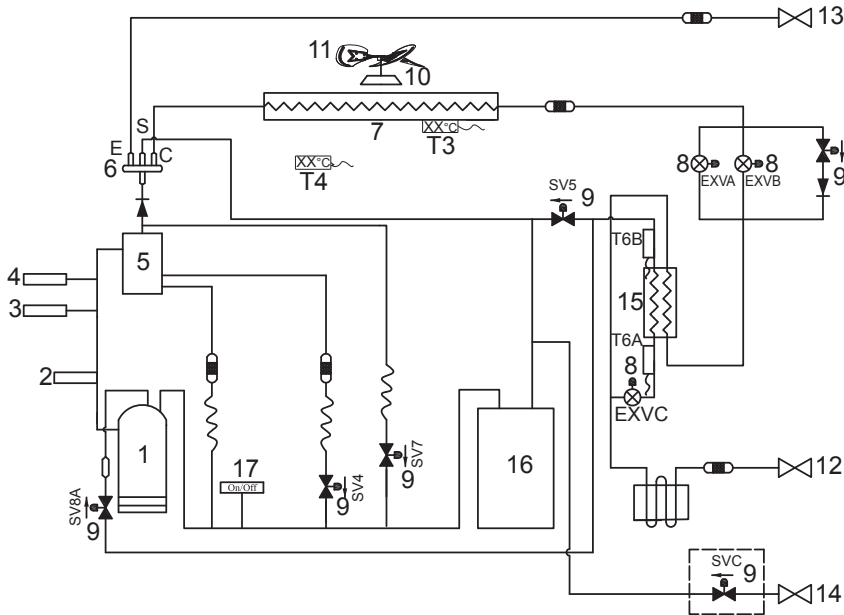 13
11
10
XX°C
T3
7
E
S
C
6
XX°C
T4
8
EXVA
8
EXVB
9
SV5
9
T6B
15
T6A
8
EXVC
5
4
3
2
1
17
On/Off
16
SV7
9
SV4
9
SV8A
9
12
SVC
9
14